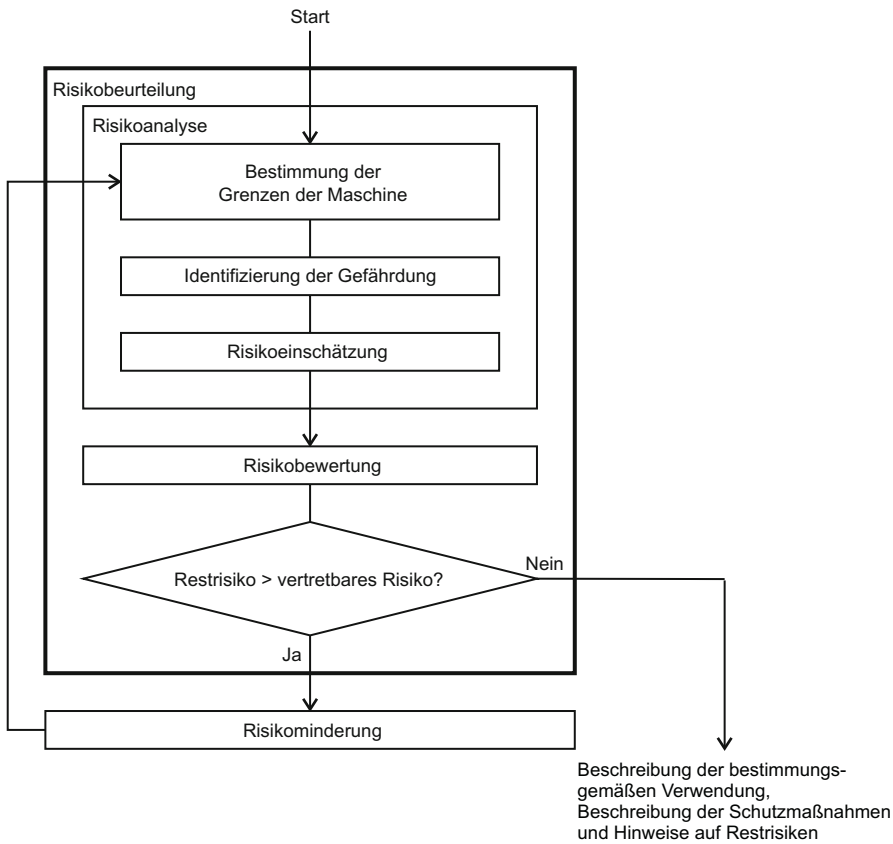 Start
Risikobeurteilung
Risikoanalyse
Bestimmung der
Grenzen der Maschine
Identifizierung der Gefährdung
Risikoeinschätzung
Risikobewertung
Restrisiko > vertretbares Risiko?
Nein
Ja
Risikominderung
Beschreibung der bestimmungs-
gemäßen Verwendung,
Beschreibung der Schutzmaßnahmen
und Hinweise auf Restrisiken